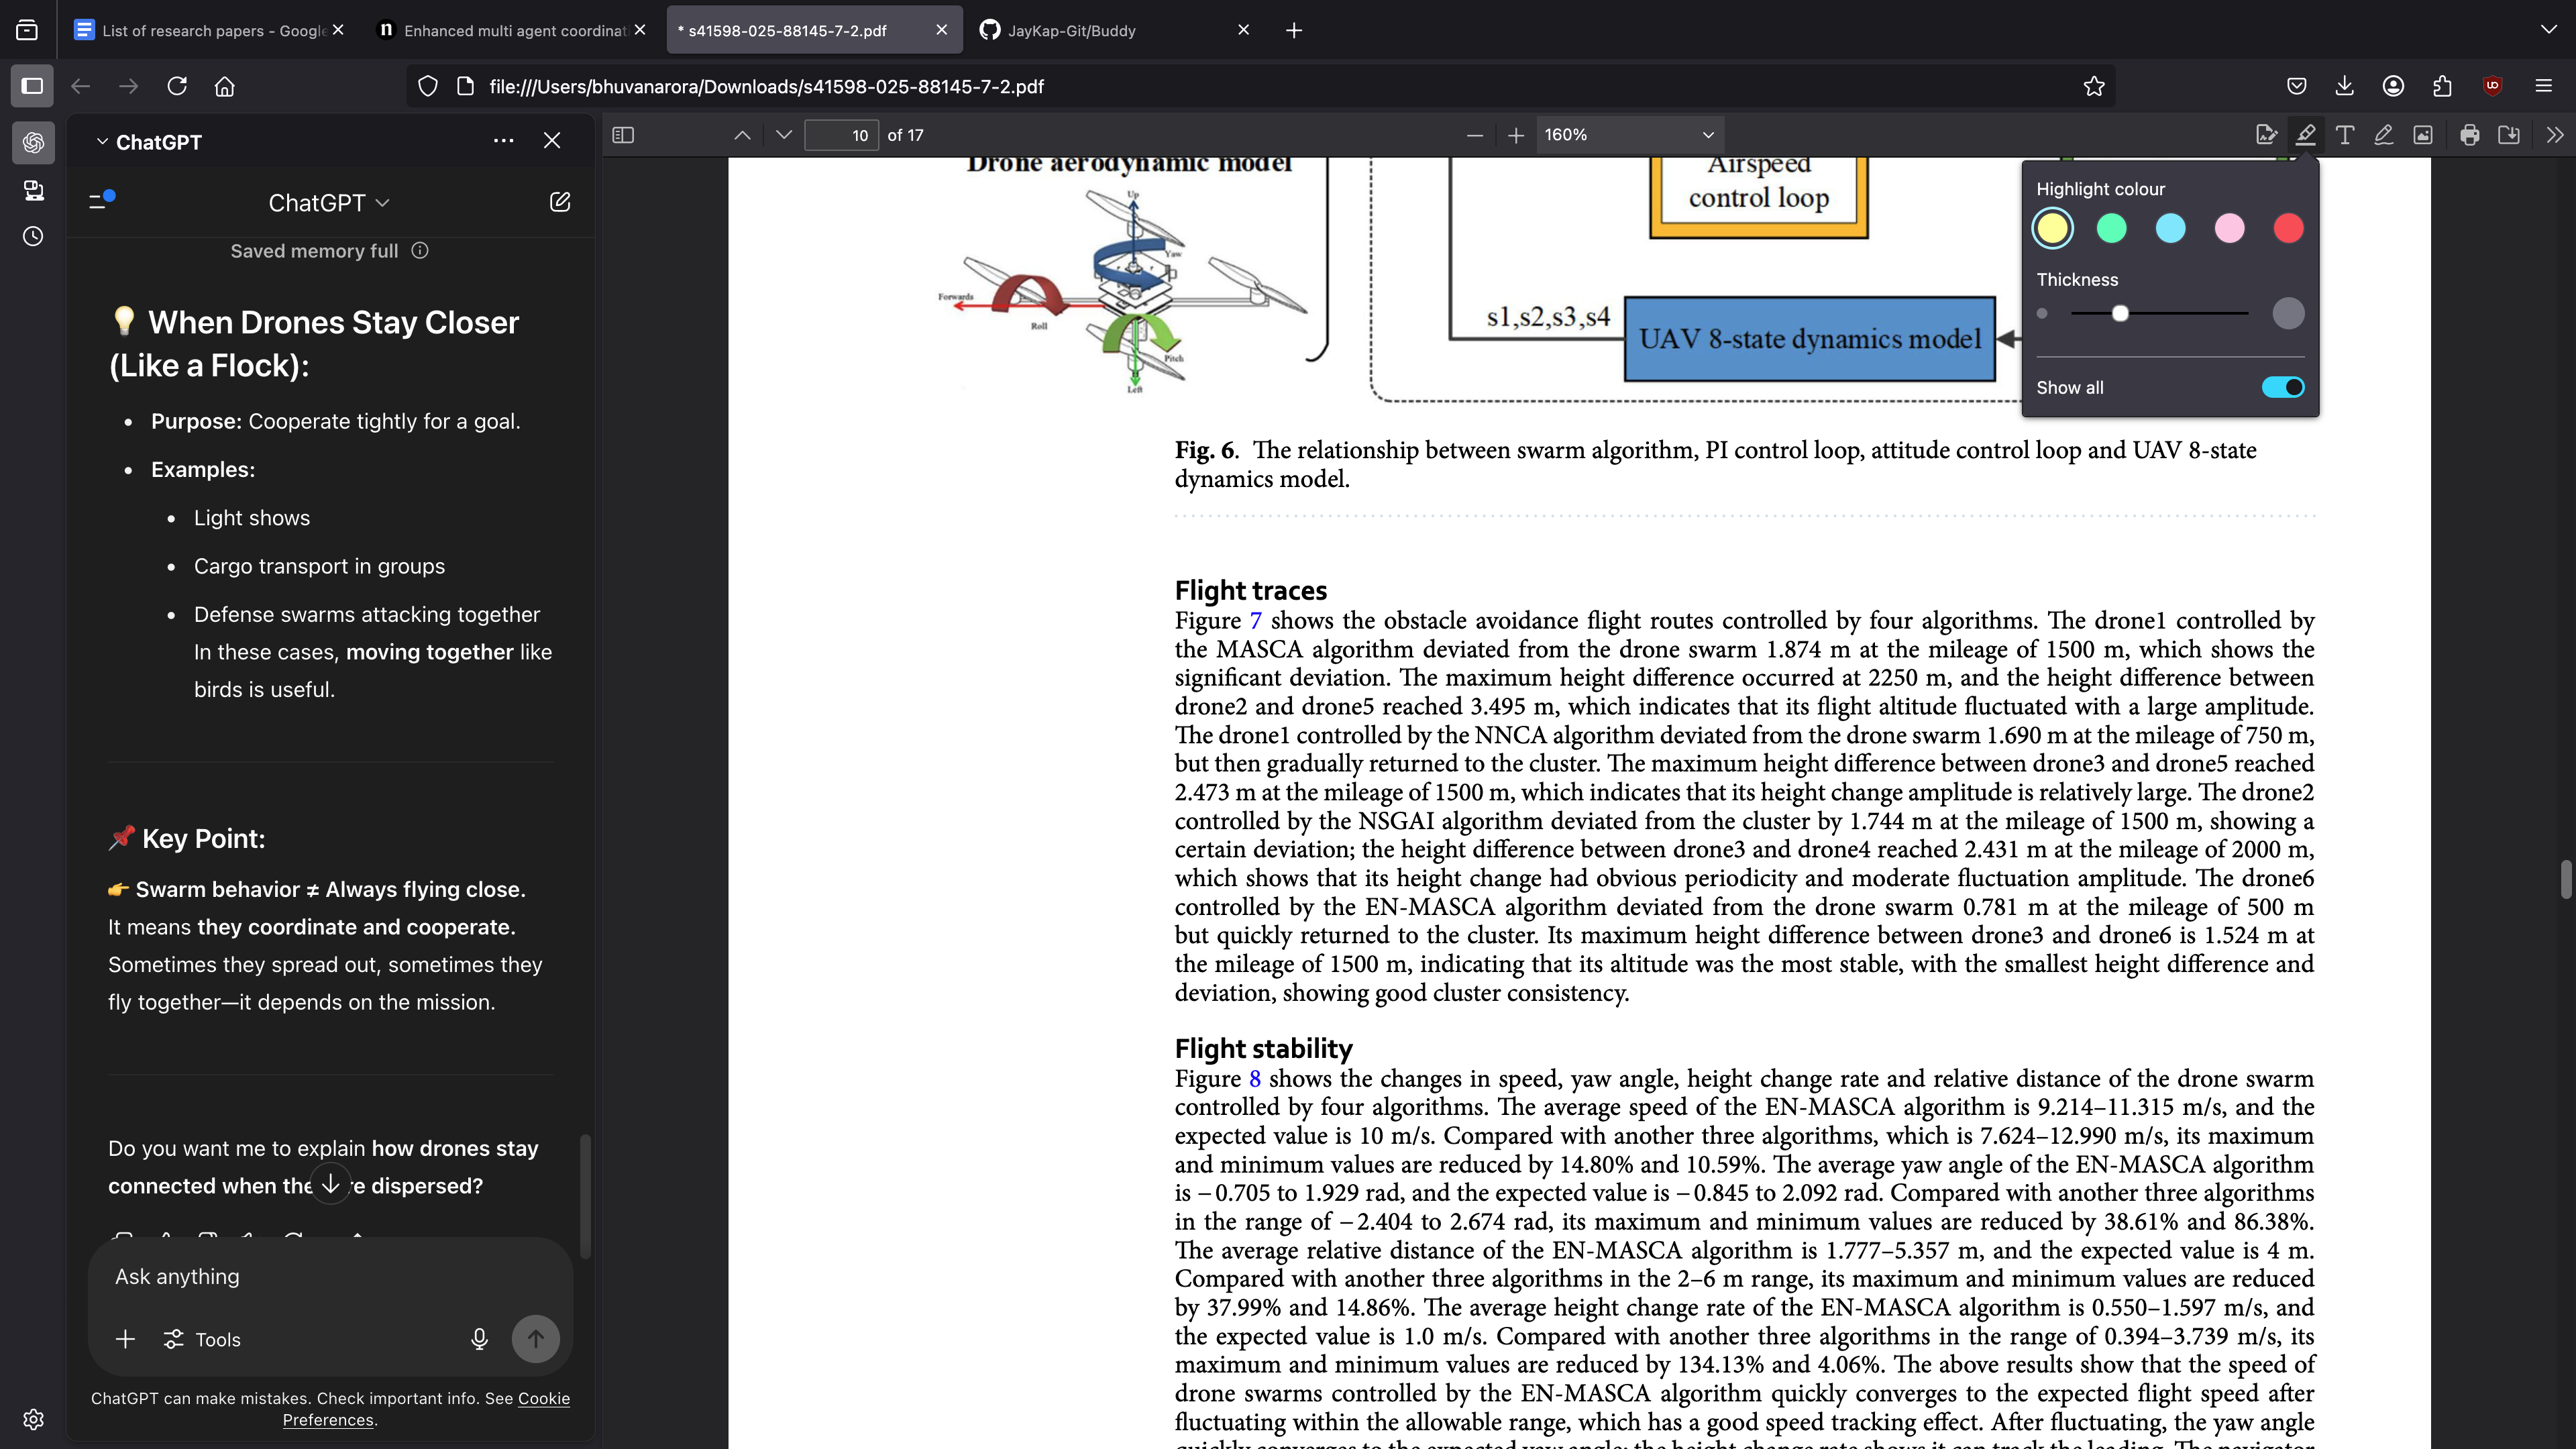 List of research papers - Google
Enhanced multi agent coordinat
* s41598-025-88145-7-2.pdf
JayKap-Git/Buddy
file:///Users/bhuvanarora/Downloads/s41598-025-88145-7-2.pdf
ChatGPT
ChatGPT
Saved memory full
💡 When Drones Stay Closer
(Like a Flock):
• Purpose: Cooperate tightly for a goal.
• Examples:
• Light shows
• Cargo transport in groups
• Defense swarms attacking together
In these cases, moving together like
birds is useful.
📌 Key Point:
👉 Swarm behavior ≠ Always flying close.
It means they coordinate and cooperate.
Sometimes they spread out, sometimes they
fly together—it depends on the mission.
Do you want me to explain how drones stay
connected when the re dispersed?
Ask anything
Tools
ChatGPT can make mistakes. Check important info. See Cookie
Preferences.
10 of 17
160%
Highlight colour
Thickness
Show all
Drone aerodynamic model
Up
Yaw
Forwards
Roll
Pitch
Left
Airspeed
control loop
s1,s2,s3,s4
UAV 8-state dynamics model
Fig. 6. The relationship between swarm algorithm, PI control loop, attitude control loop and UAV 8-state
dynamics model.
Flight traces
Figure 7 shows the obstacle avoidance flight routes controlled by four algorithms. The drone1 controlled by
the MASCA algorithm deviated from the drone swarm 1.874 m at the mileage of 1500 m, which shows the
significant deviation. The maximum height difference occurred at 2250 m, and the height difference between
drone2 and drone5 reached 3.495 m, which indicates that its flight altitude fluctuated with a large amplitude.
The drone1 controlled by the NNCA algorithm deviated from the drone swarm 1.690 m at the mileage of 750 m,
but then gradually returned to the cluster. The maximum height difference between drone3 and drone5 reached
2.473 m at the mileage of 1500 m, which indicates that its height change amplitude is relatively large. The drone2
controlled by the NSGAI algorithm deviated from the cluster by 1.744 m at the mileage of 1500 m, showing a
certain deviation; the height difference between drone3 and drone4 reached 2.431 m at the mileage of 2000 m,
which shows that its height change had obvious periodicity and moderate fluctuation amplitude. The drone6
controlled by the EN-MASCA algorithm deviated from the drone swarm 0.781 m at the mileage of 500 m
but quickly returned to the cluster. Its maximum height difference between drone3 and drone6 is 1.524 m at
the mileage of 1500 m, indicating that its altitude was the most stable, with the smallest height difference and
deviation, showing good cluster consistency.
Flight stability
Figure 8 shows the changes in speed, yaw angle, height change rate and relative distance of the drone swarm
controlled by four algorithms. The average speed of the EN-MASCA algorithm is 9.214–11.315 m/s, and the
expected value is 10 m/s. Compared with another three algorithms, which is 7.624–12.990 m/s, its maximum
and minimum values are reduced by 14.80% and 10.59%. The average yaw angle of the EN-MASCA algorithm
is −0.705 to 1.929 rad, and the expected value is −0.845 to 2.092 rad. Compared with another three algorithms
in the range of −2.404 to 2.674 rad, its maximum and minimum values are reduced by 38.61% and 86.38%.
The average relative distance of the EN-MASCA algorithm is 1.777–5.357 m, and the expected value is 4 m.
Compared with another three algorithms in the 2–6 m range, its maximum and minimum values are reduced
by 37.99% and 14.86%. The average height change rate of the EN-MASCA algorithm is 0.550–1.597 m/s, and
the expected value is 1.0 m/s. Compared with another three algorithms in the range of 0.394–3.739 m/s, its
maximum and minimum values are reduced by 134.13% and 4.06%. The above results show that the speed of
drone swarms controlled by the EN-MASCA algorithm quickly converges to the expected flight speed after
fluctuating within the allowable range, which has a good speed tracking effect. After fluctuating, the yaw angle